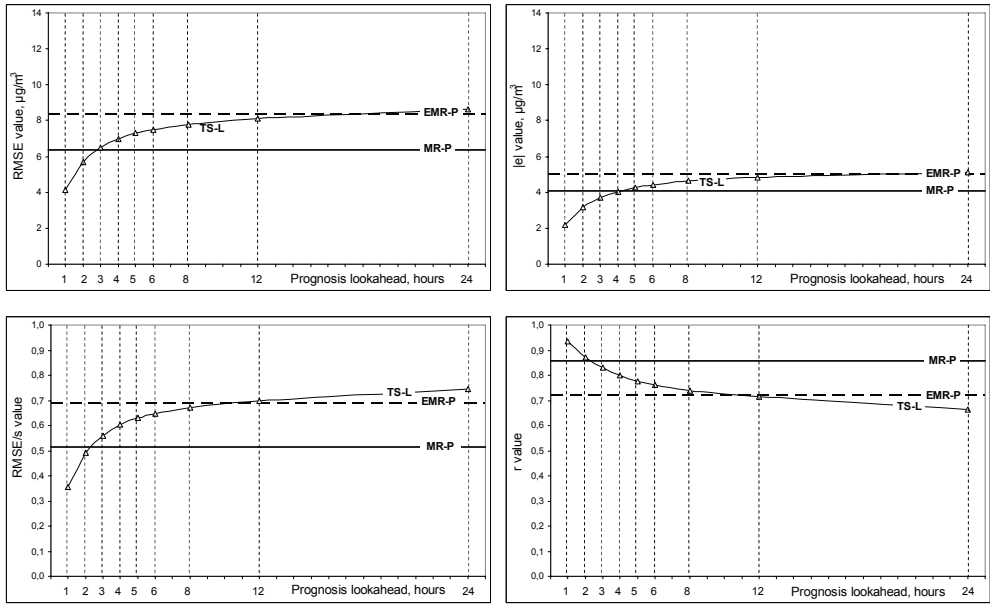 RMSE value, µg/m³
14
12
10
8
6
4
2
0
EMR-P
TS-L
MR-P
1 2 3 4 5 6 8 12 Prognosis lookahead, hours 24
|e| value, µg/m³
14
12
10
8
6
4
2
0
EMR-P
TS-L
MR-P
1 2 3 4 5 6 8 12 Prognosis lookahead, hours 24
RMSE/s value
1,0
0,9
0,8
0,7
0,6
0,5
0,4
0,3
0,2
0,1
0,0
TS-L
EMR-P
MR-P
1 2 3 4 5 6 8 12 Prognosis lookahead, hours 24
r value
1,0
0,9
0,8
0,7
0,6
0,5
0,4
0,3
0,2
0,1
0,0
MR-P
EMR-P
TS-L
1 2 3 4 5 6 8 12 Prognosis lookahead, hours 24